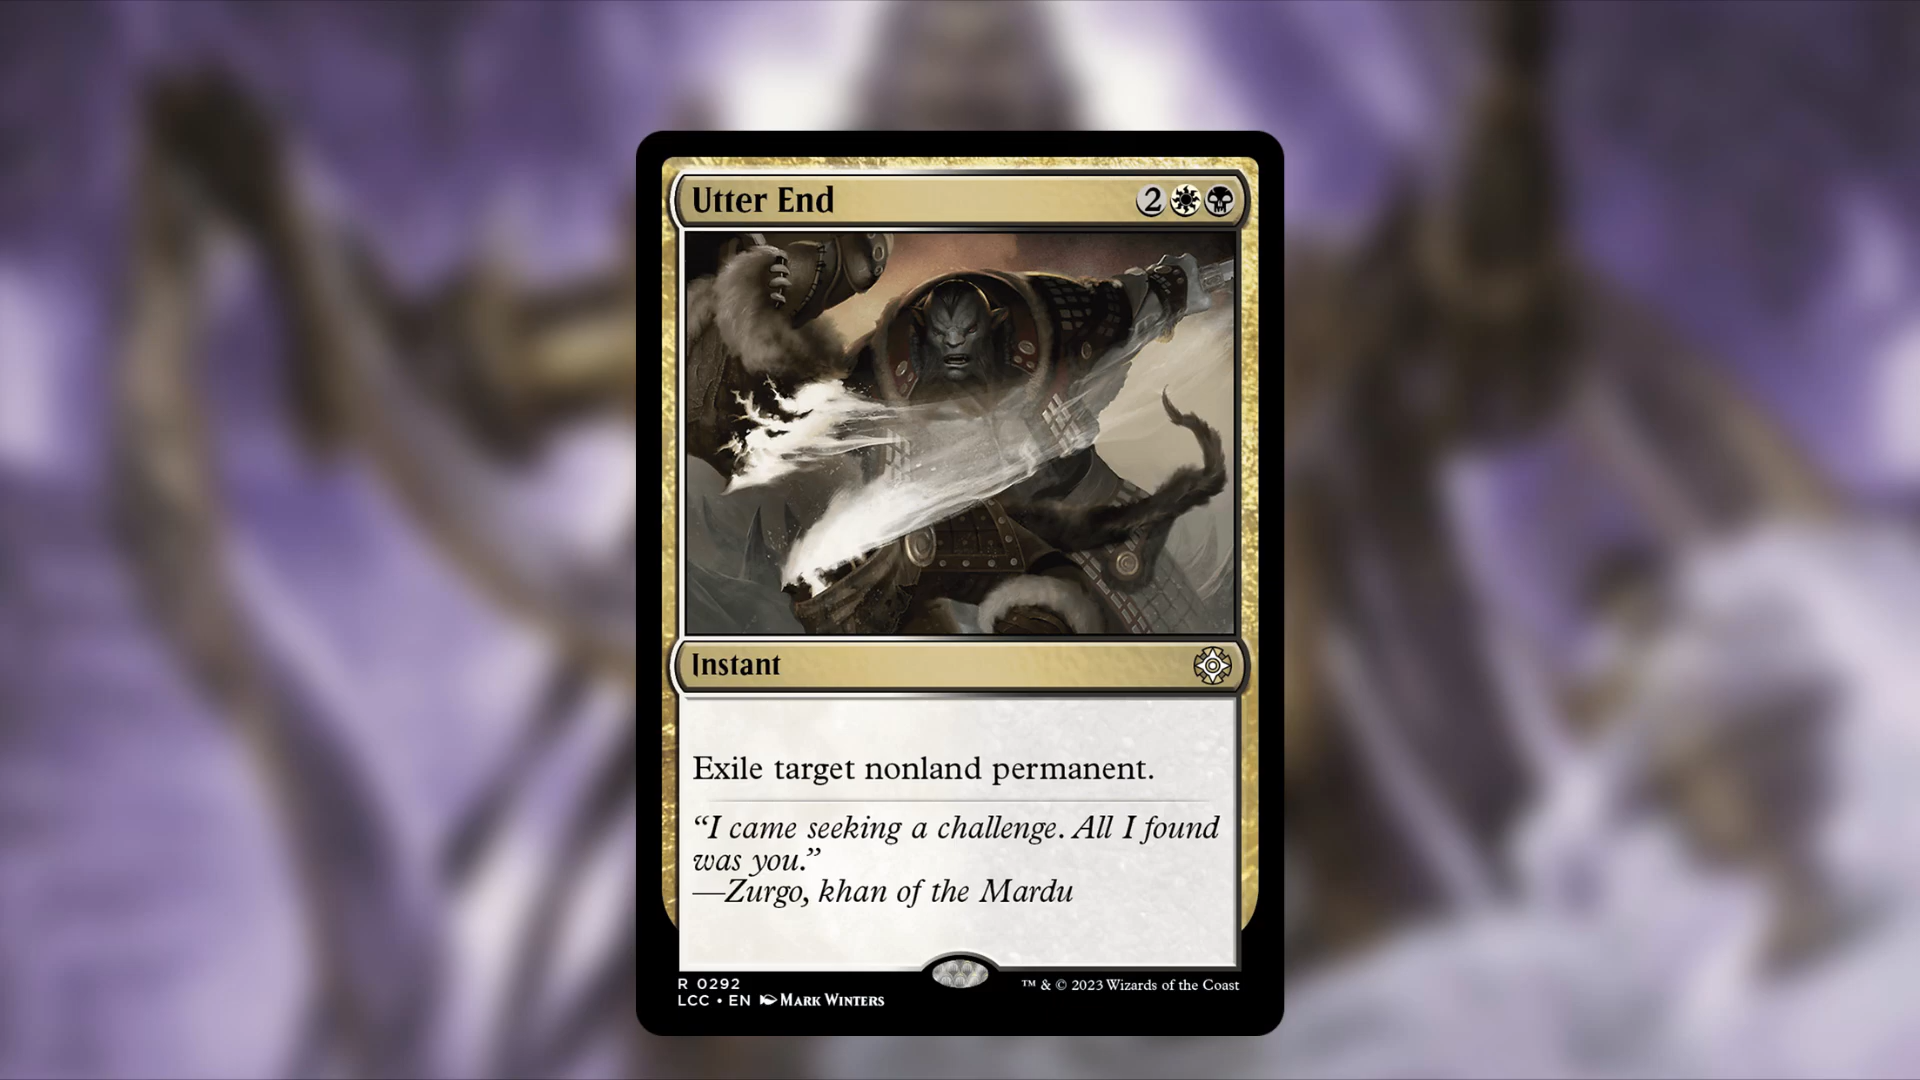 Utter End 2
Instant
Exile target nonland permanent.
“I came seeking a challenge. All I found
was you.”
—Zurgo, khan of the Mardu
R 0292
LCC • EN Mark Winters
™ & © 2023 Wizards of the Coast